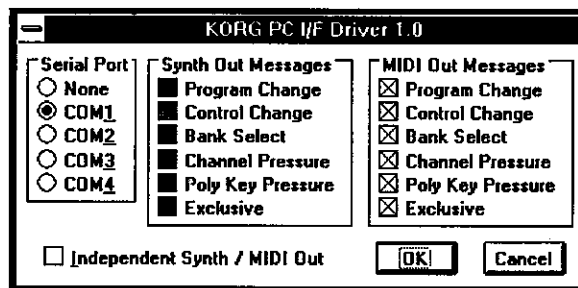 KORG PC I/F Driver 1.0
Serial Port
None
COM1
COM2
COM3
COM4
Synth Out Messages
Program Change
Control Change
Bank Select
Channel Pressure
Poly Key Pressure
Exclusive
MIDI Out Messages
Program Change
Control Change
Bank Select
Channel Pressure
Poly Key Pressure
Exclusive
Independent Synth / MIDI Out
OK
Cancel